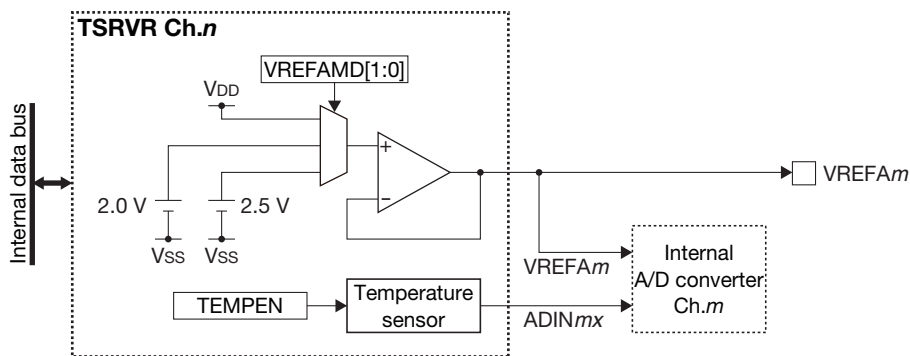 TSRVR Ch.n
VREFAMD[1:0]
VDD
Internal data bus
+
−
VREFAm
2.0 V
2.5 V
VSS
VSS
VREFAm
Internal
A/D converter
Ch.m
TEMPEN
Temperature
sensor
ADINmx